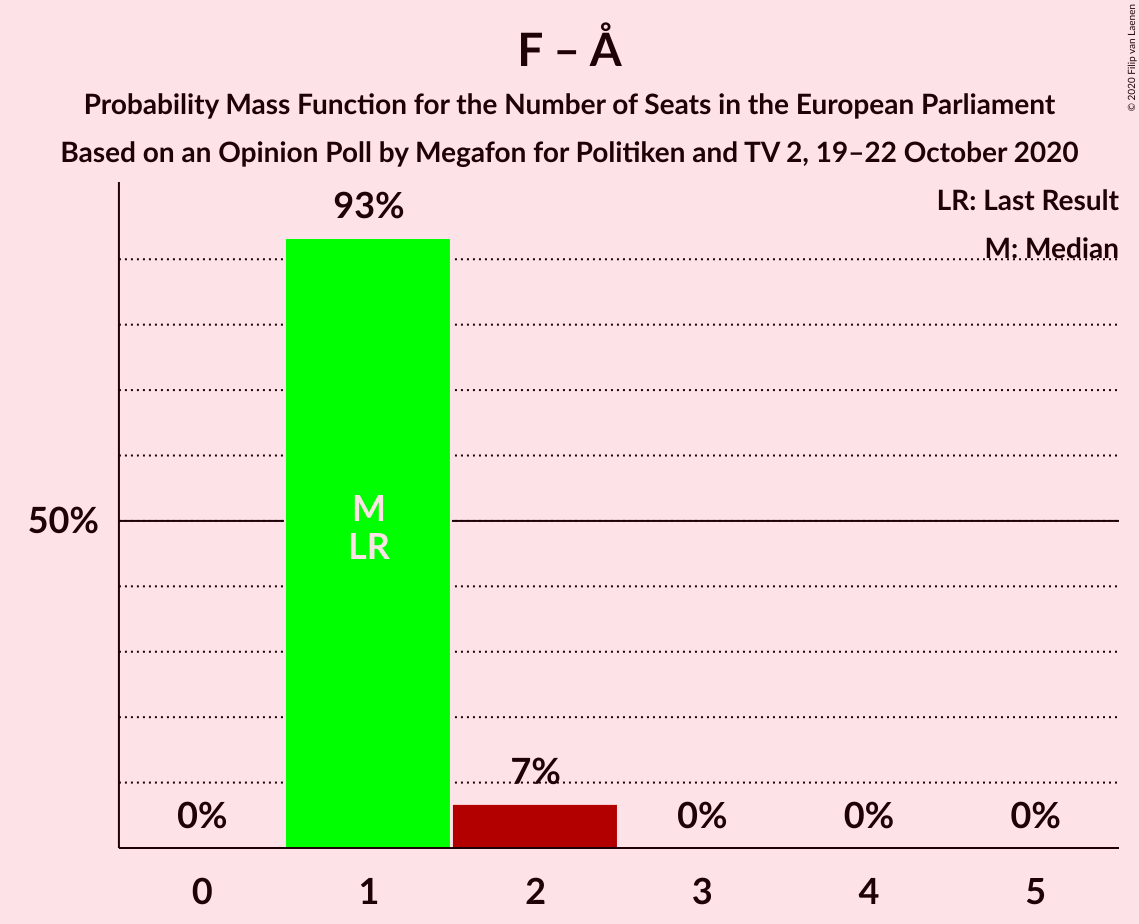 F – Å
Probability Mass Function for the Number of Seats in the European Parliament
Based on an Opinion Poll by Megafon for Politiken and TV 2, 19–22 October 2020
© 2020 Filip van Laenen
LR: Last Result
M: Median
93%
50%
M
LR
7%
0%
0%
0%
0%
0
1
2
3
4
5